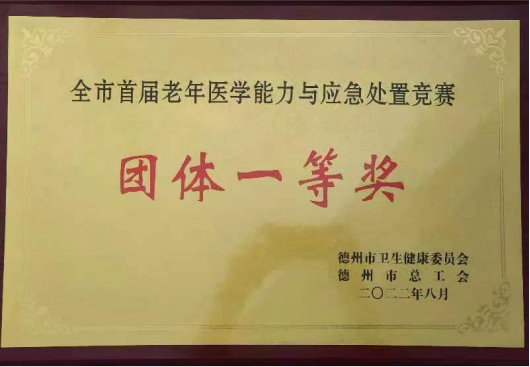 全市首届老年医学能力与应急处置竞赛
团体一等奖
德州市卫生健康委员会
德州市总工会
二〇二二年八月